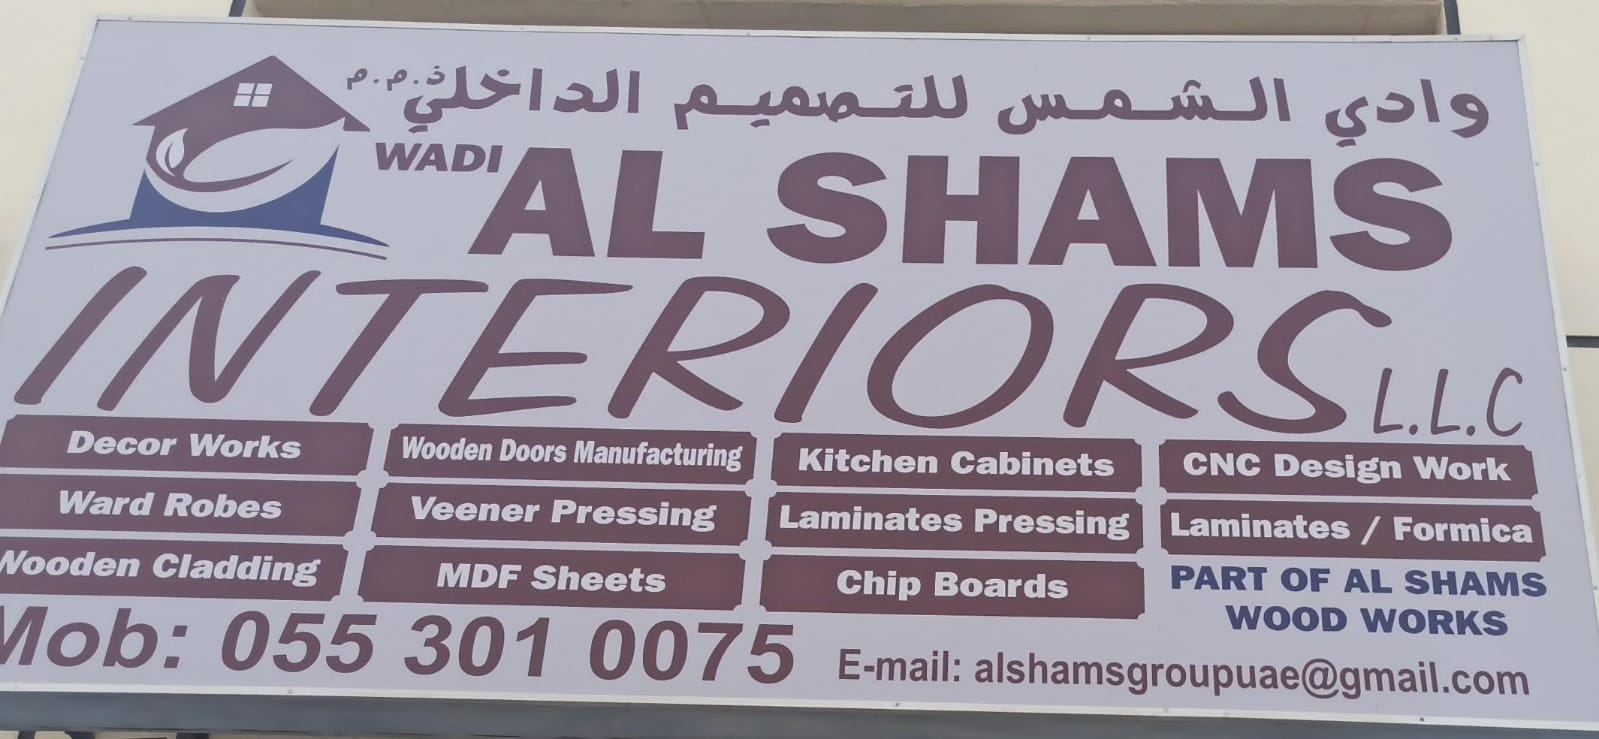 وادي الشمس للتصميم الداخلي ذ.م.م
WADI
AL SHAMS
INTERIORS L.L.C
Decor Works
Wooden Doors Manufacturing
Kitchen Cabinets
CNC Design Work
Ward Robes
Veener Pressing
Laminates Pressing
Laminates / Formica
Wooden Cladding
MDF Sheets
Chip Boards
PART OF AL SHAMS
WOOD WORKS
Mob: 055 301 0075
E-mail: alshamsgroupuae@gmail.com